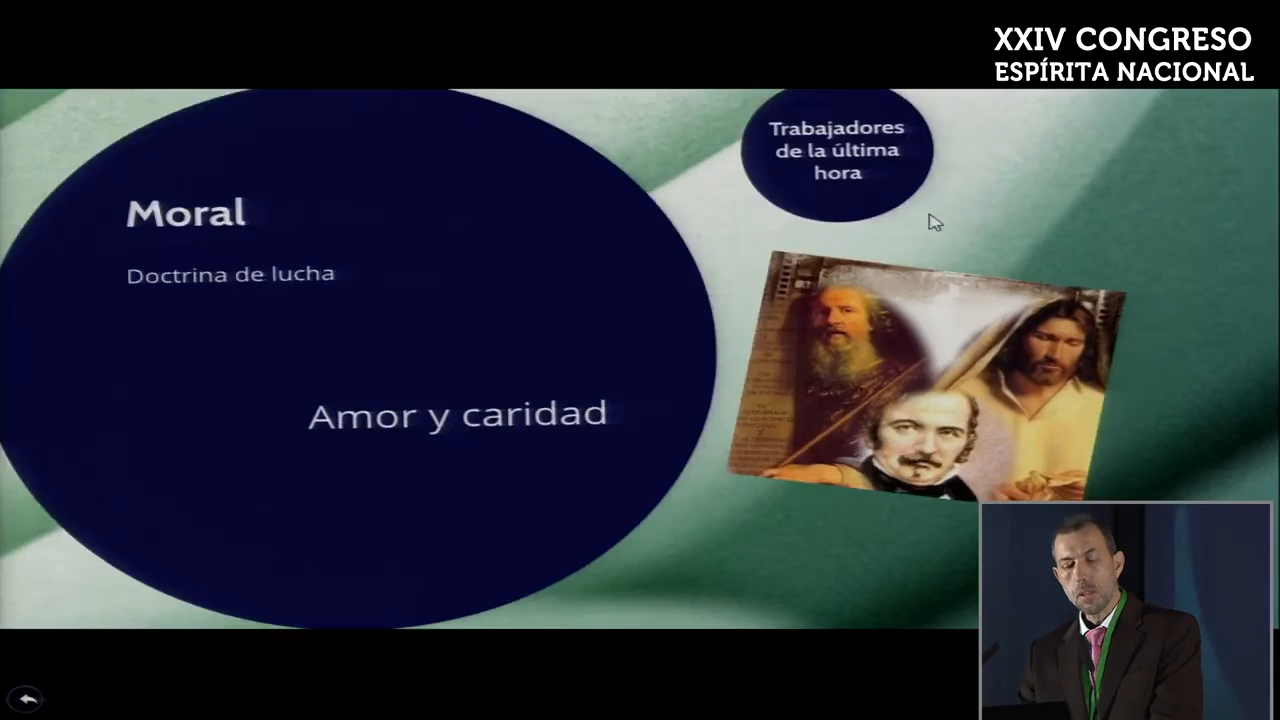 XXIV CONGRESO
ESPÍRITA NACIONAL
Trabajadores
de la última
hora
Moral
Doctrina de lucha
Amor y caridad